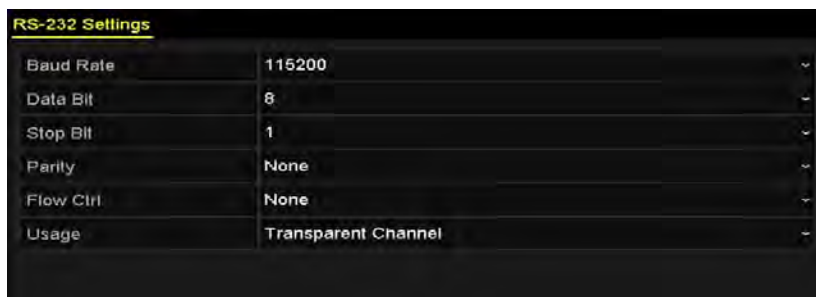 RS-232 Settings
Baud Rate 115200
Data Bit 8
Stop Bit 1
Parity None
Flow Ctrl None
Usage Transparent Channel